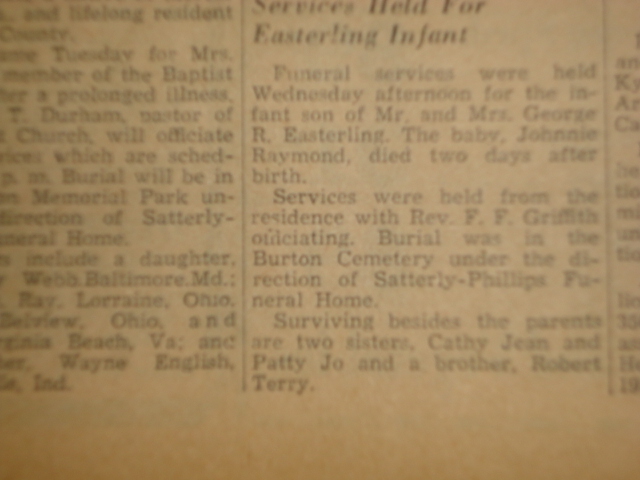 and lifelong resident
County.
Tuesday for Mrs.
member of the Baptist
a prolonged illness,
T. Durham, pastor of
Church, will officiate
which are sched-
p. m. Burial will be in
Memorial Park un-
direction of Satterly-
Home.
include a daughter,
Webb, Baltimore, Md.;
Ray, Lorraine, Ohio,
Belview, Ohio, and
Beach, Va; and
Wayne English,
Ind.
Services Held For
Easterling Infant
Funeral services were held
Wednesday afternoon for the in-
fant son of Mr. and Mrs. George
R. Easterling. The baby, Johnnie
Raymond, died two days after
birth.
Services were held from the
residence with Rev. F. F. Griffith
officiating. Burial was in the
Burton Cemetery under the di-
rection of Satterly-Phillips Fu-
neral Home.
Surviving besides the parents
are two sisters, Cathy Jean and
Patty Jo and a brother, Robert
Terry.